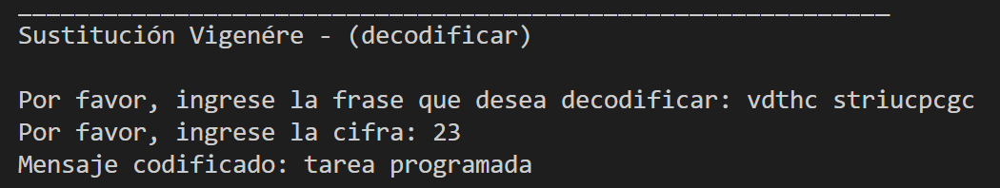 _____________________________________________________________
Sustitución Vigenére - (decodificar)
Por favor, ingrese la frase que desea decodificar: vdthc striucpcgc
Por favor, ingrese la cifra: 23
Mensaje codificado: tarea programada